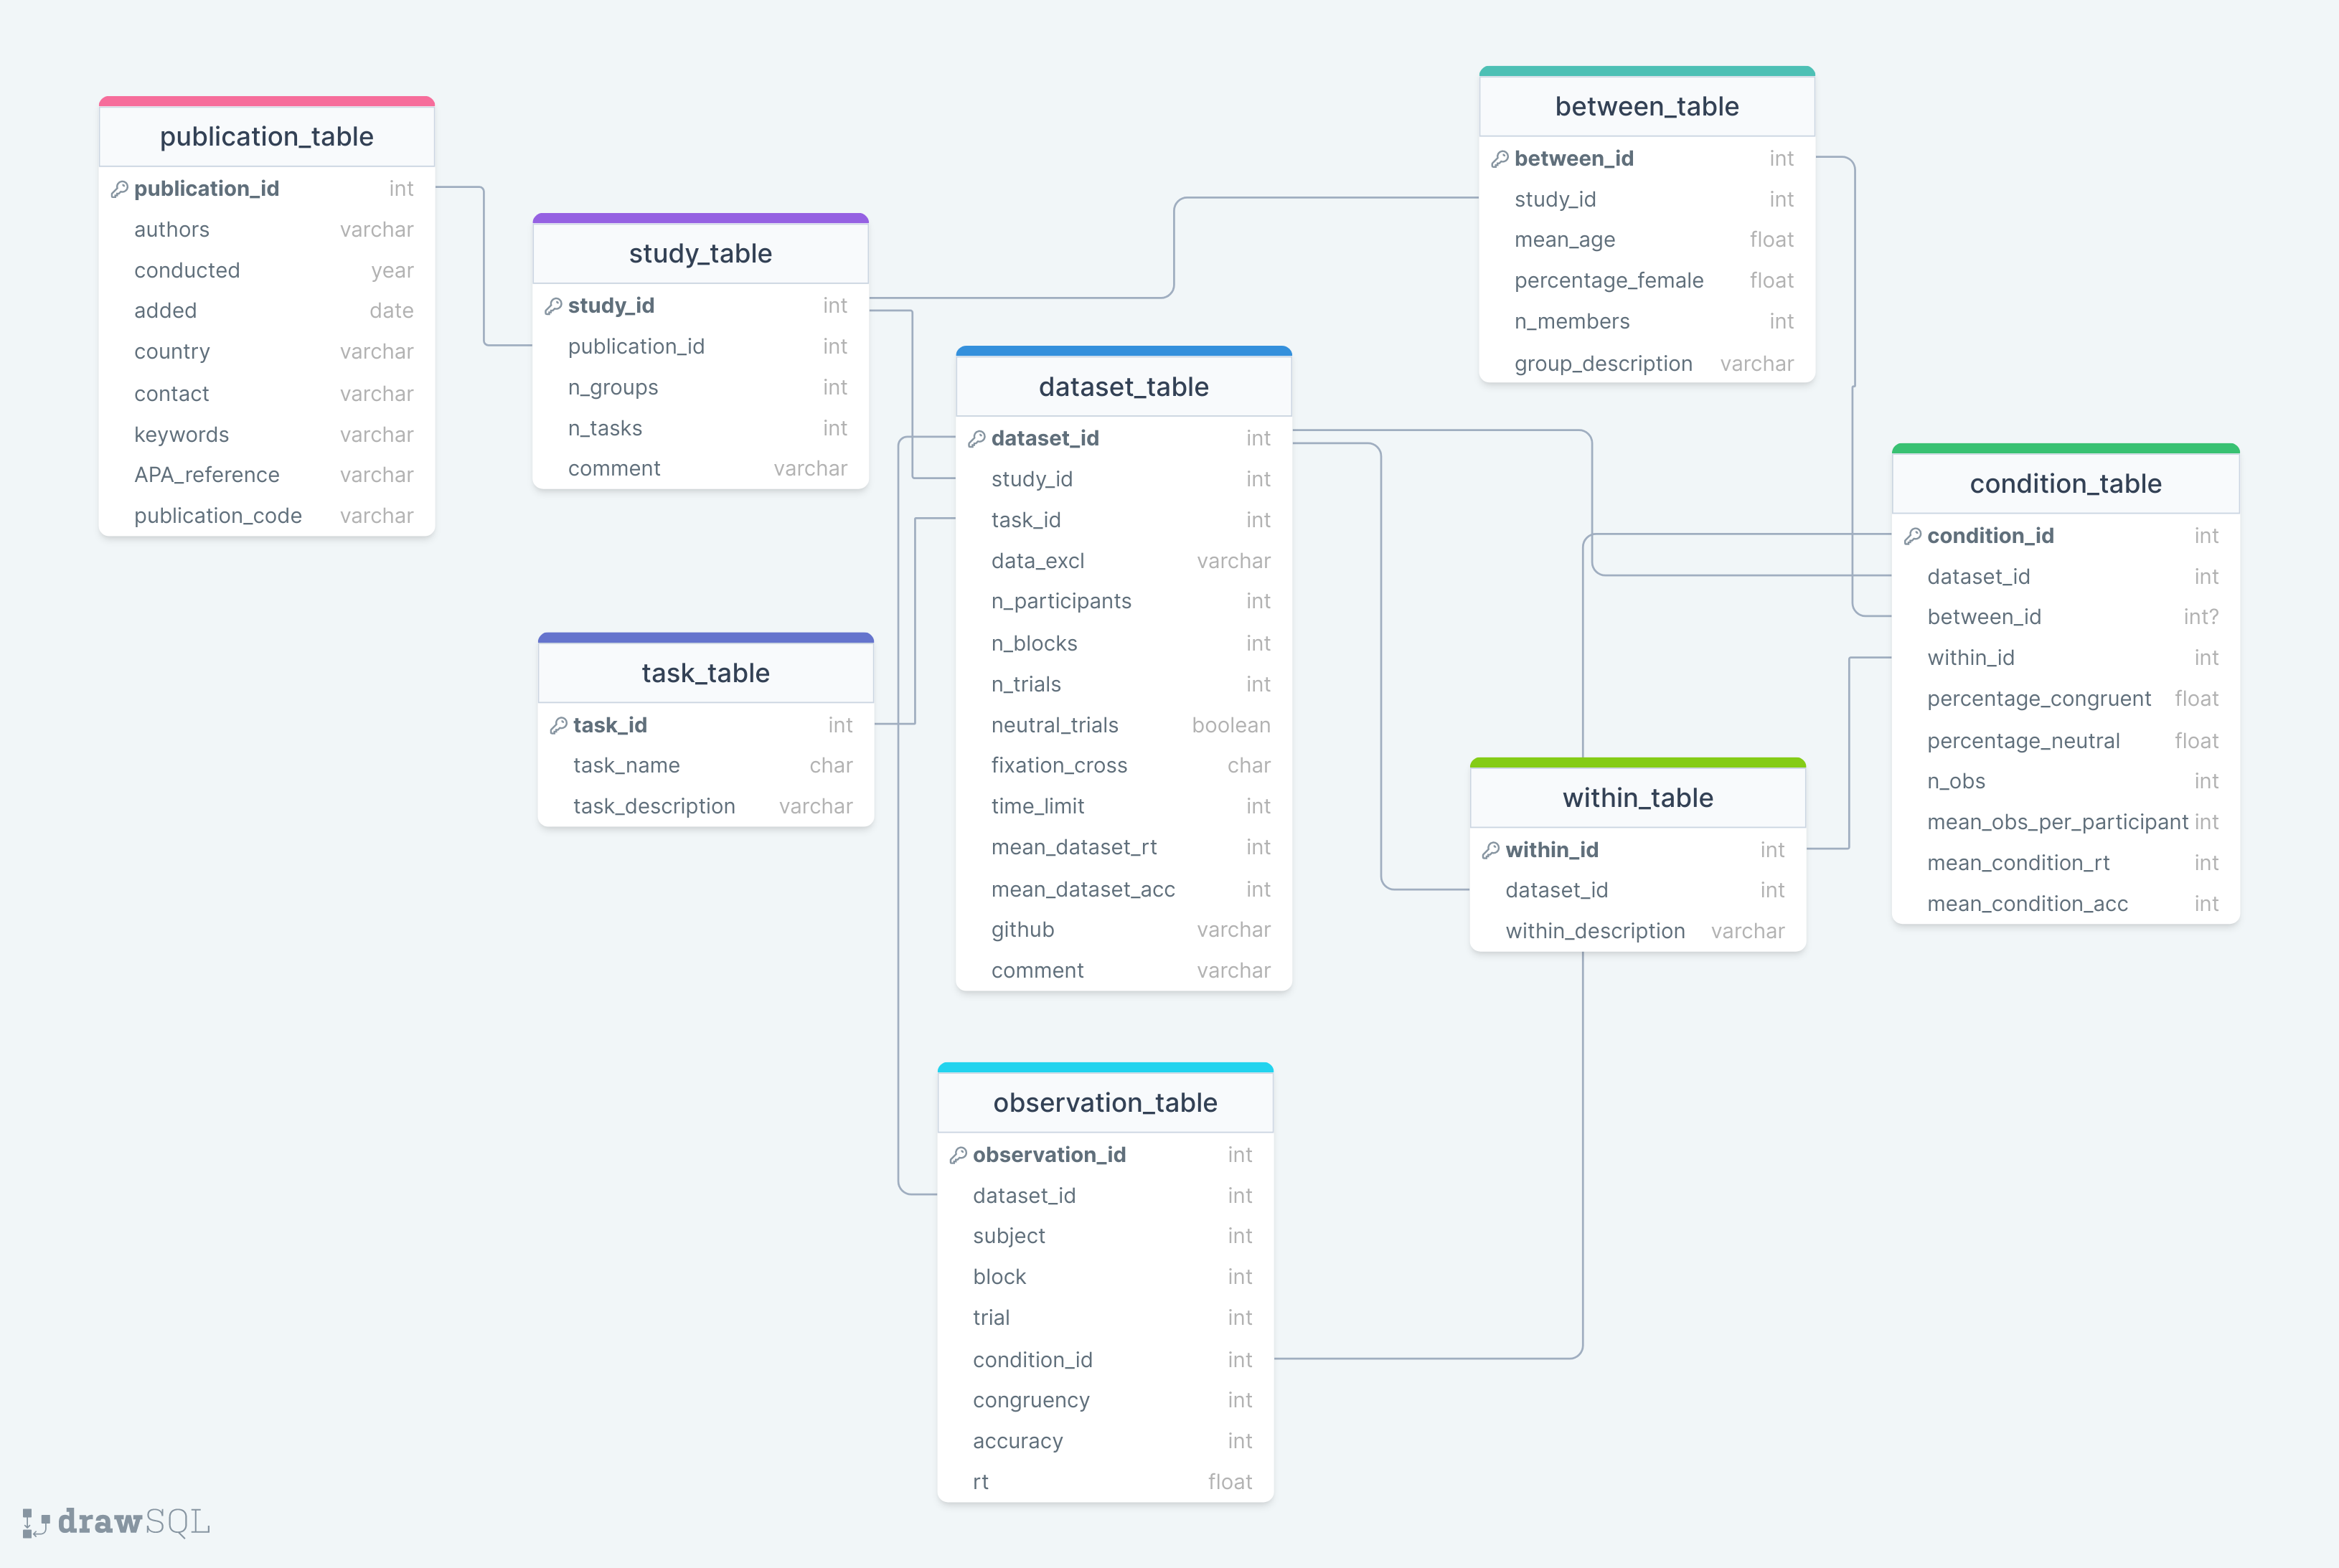 publication_table
publication_id int
authors varchar
conducted year
added date
country varchar
contact varchar
keywords varchar
APA_reference varchar
publication_code varchar
study_table
study_id int
publication_id int
n_groups int
n_tasks int
comment varchar
task_table
task_id int
task_name char
task_description varchar
dataset_table
dataset_id int
study_id int
task_id int
data_excl varchar
n_participants int
n_blocks int
n_trials int
neutral_trials boolean
fixation_cross char
time_limit int
mean_dataset_rt int
mean_dataset_acc int
github varchar
comment varchar
observation_table
observation_id int
dataset_id int
subject int
block int
trial int
condition_id int
congruency int
accuracy int
rt float
between_table
between_id int
study_id int
mean_age float
percentage_female float
n_members int
group_description varchar
within_table
within_id int
dataset_id int
within_description varchar
condition_table
condition_id int
dataset_id int
between_id int?
within_id int
percentage_congruent float
percentage_neutral float
n_obs int
mean_obs_per_participant int
mean_condition_rt int
mean_condition_acc int
drawSQL